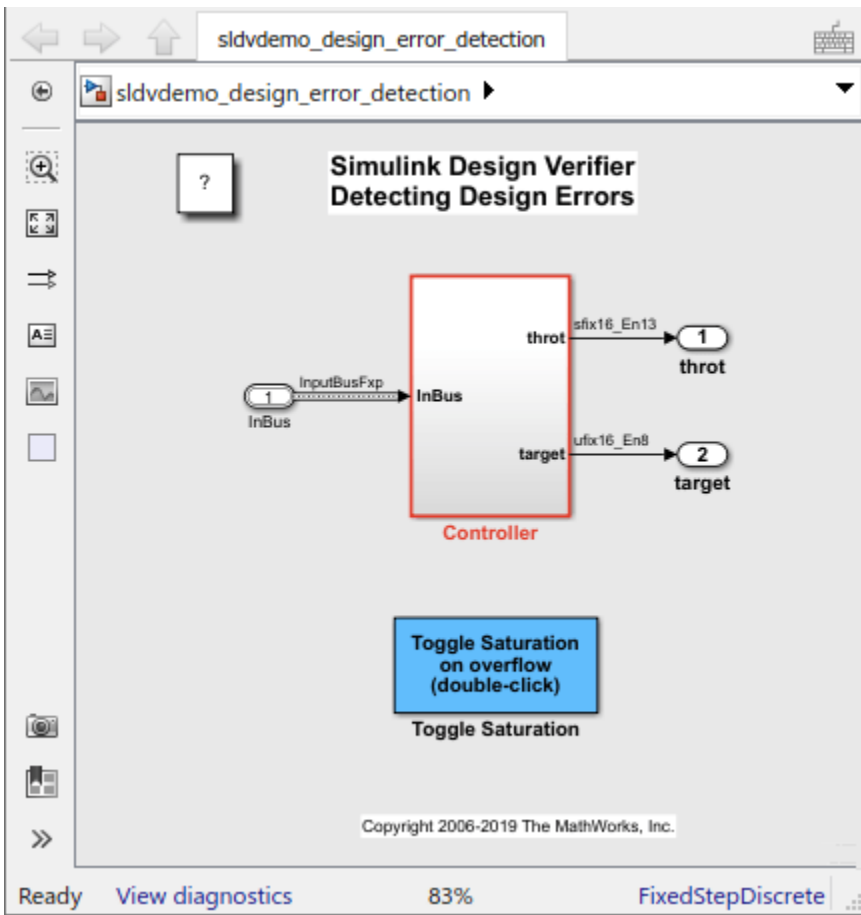 sldvdemo_design_error_detection
sldvdemo_design_error_detection
?
Simulink Design Verifier
Detecting Design Errors
A
throt
sfix16_En13
1
throt
InputBusFxp
1
InBus
InBus
target
ufix16_En8
2
target
Controller
Toggle Saturation
on overflow
(double-click)
Toggle Saturation
Copyright 2006-2019 The MathWorks, Inc.
Ready View diagnostics 83% FixedStepDiscrete